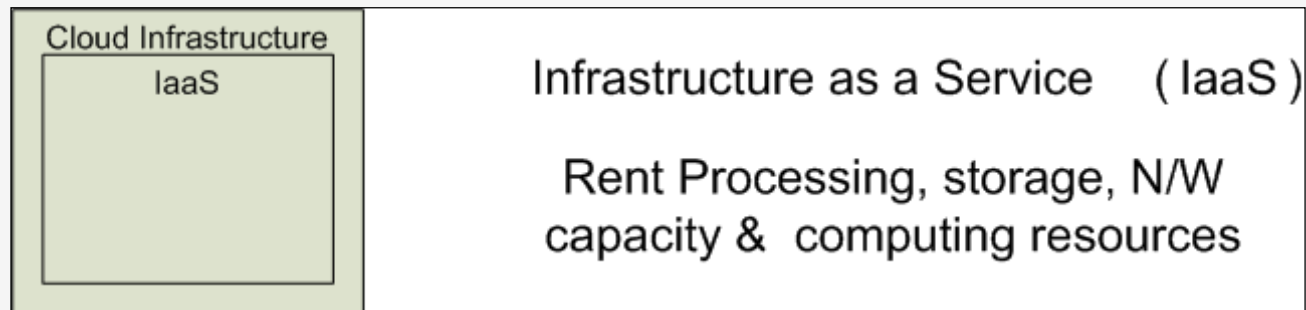 Cloud Infrastructure
IaaS
Infrastructure as a Service ( IaaS )
Rent Processing, storage, N/W
capacity & computing resources